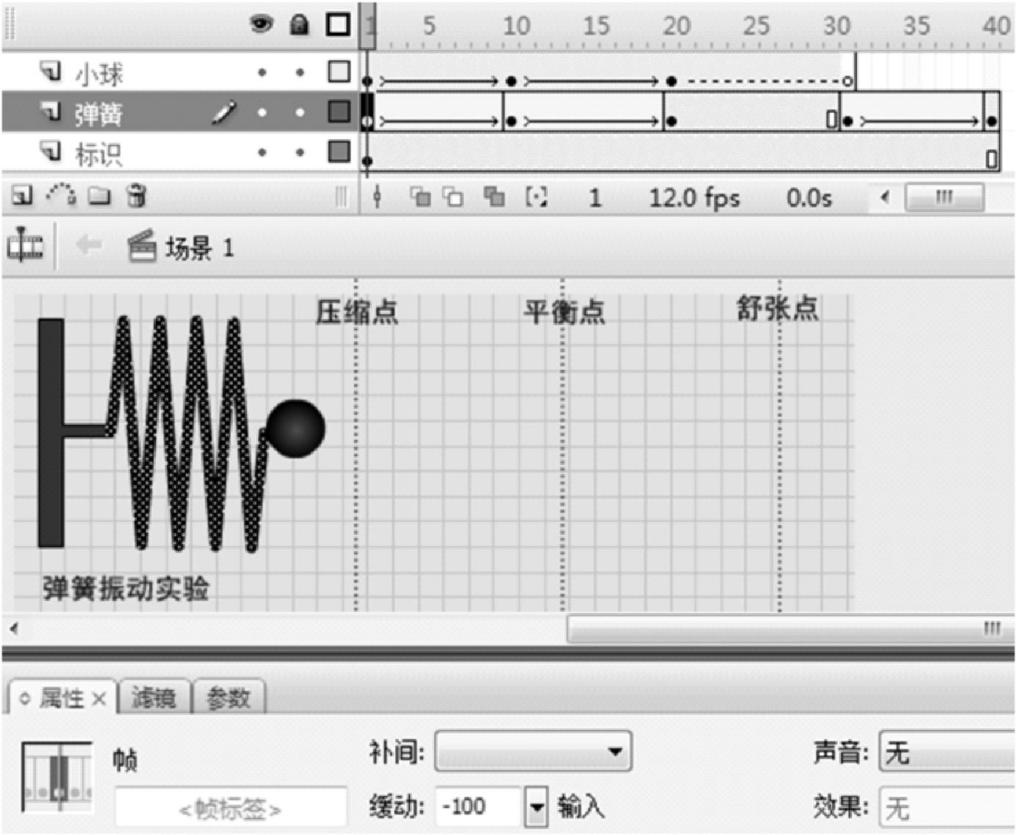 1 5 10 15 20 25 30 35 40
小球
弹簧
标识
1 12.0 fps 0.0s
场景 1
压缩点 平衡点 舒张点
弹簧振动实验
属性 × 滤镜 参数
帧 补间: 声音: 无
<帧标签> 缓动: -100 输入 效果: 无